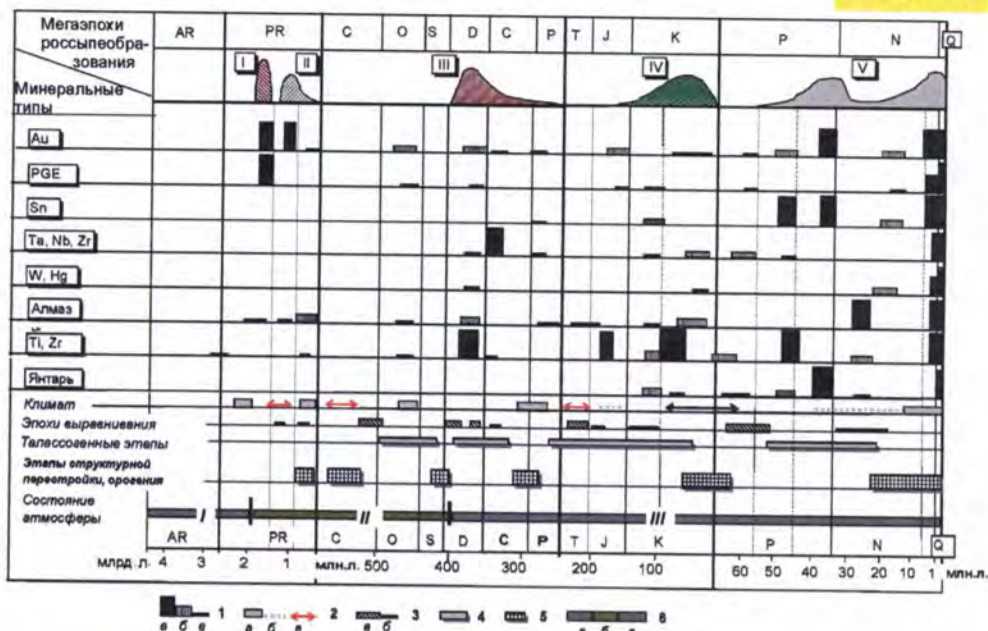 Мегаэпохи
россыпеобра-
зования
Минеральные
типы
AR PR C O S D C P T J K P N Q
I II III IV V
Au
PGE
Sn
Ta, Nb, Zr
W, Hg
Алмаз
Ti, Zr
Янтарь
Климат
Эпохи выравнивания
Талассогенные этапы
Этапы структурной
перестройки, орогения
Состояние
атмосферы
I II III
AR PR C O S D C P T J K P N Q
млрд. л. 4 3 2 1 млн.л. 500 400 300 200 100 60 50 40 30 20 10 1 млн.л.
1 2 3 4 5 6
а б в а б в а б а б